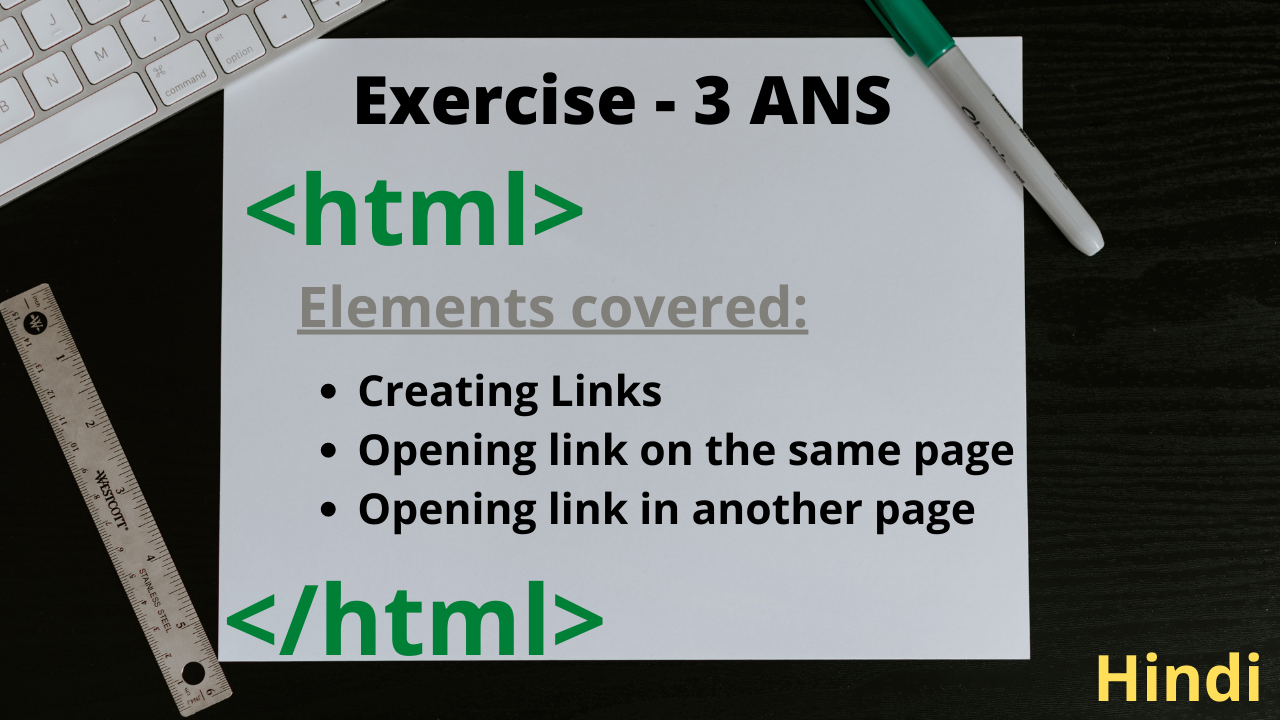 Exercise - 3 ANS
<html>
Elements covered:
• Creating Links
• Opening link on the same page
• Opening link in another page
</html>
Hindi
J
H
N
M
B
<
,
.
⌘
command
alt
option
WESTCOTT
STAINLESS STEEL
1
2
3
4
5
6